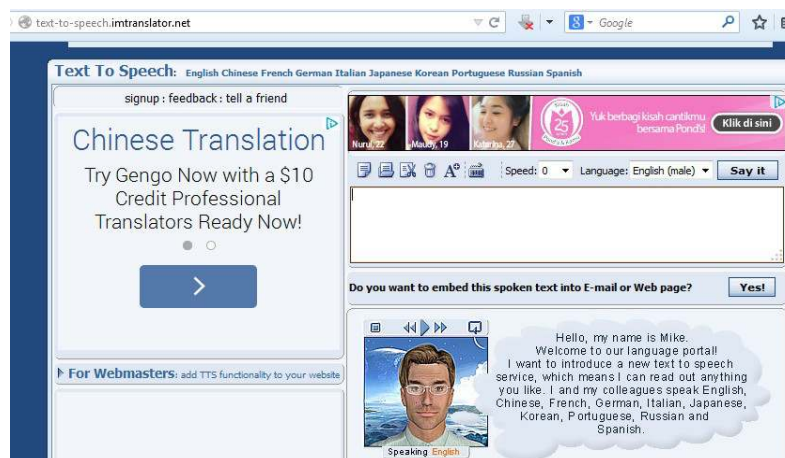 text-to-speech.imtranslator.net
Google
Text To Speech: English Chinese French German Italian Japanese Korean Portuguese Russian Spanish
signup : feedback : tell a friend
Chinese Translation
Try Gengo Now with a $10
Credit Professional
Translators Ready Now!
For Webmasters: add TTS functionality to your website
Nurul, 22
Maudy, 19
Katarina, 27
Kisah
25
Yuk berbagi kisah cantikmu
bersama Pond's!
Klik di sini
Speed: 0 Language: English (male) Say it
Do you want to embed this spoken text into E-mail or Web page? Yes!
Hello, my name is Mike.
Welcome to our language portal!
I want to introduce a new text to speech
service, which means I can read out anything
you like. I and my colleagues speak English,
Chinese, French, German, Italian, Japanese,
Korean, Portuguese, Russian and
Spanish.
Speaking English